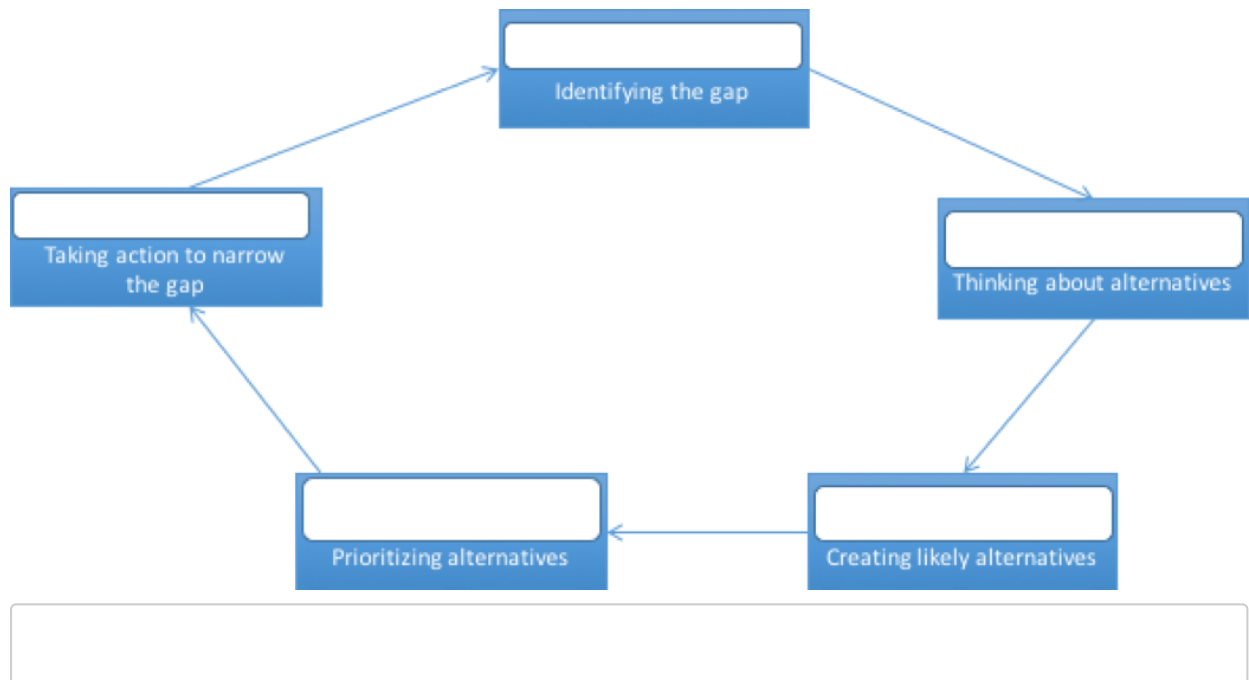 Identifying the gap
Taking action to narrow
the gap
Thinking about alternatives
Prioritizing alternatives
Creating likely alternatives